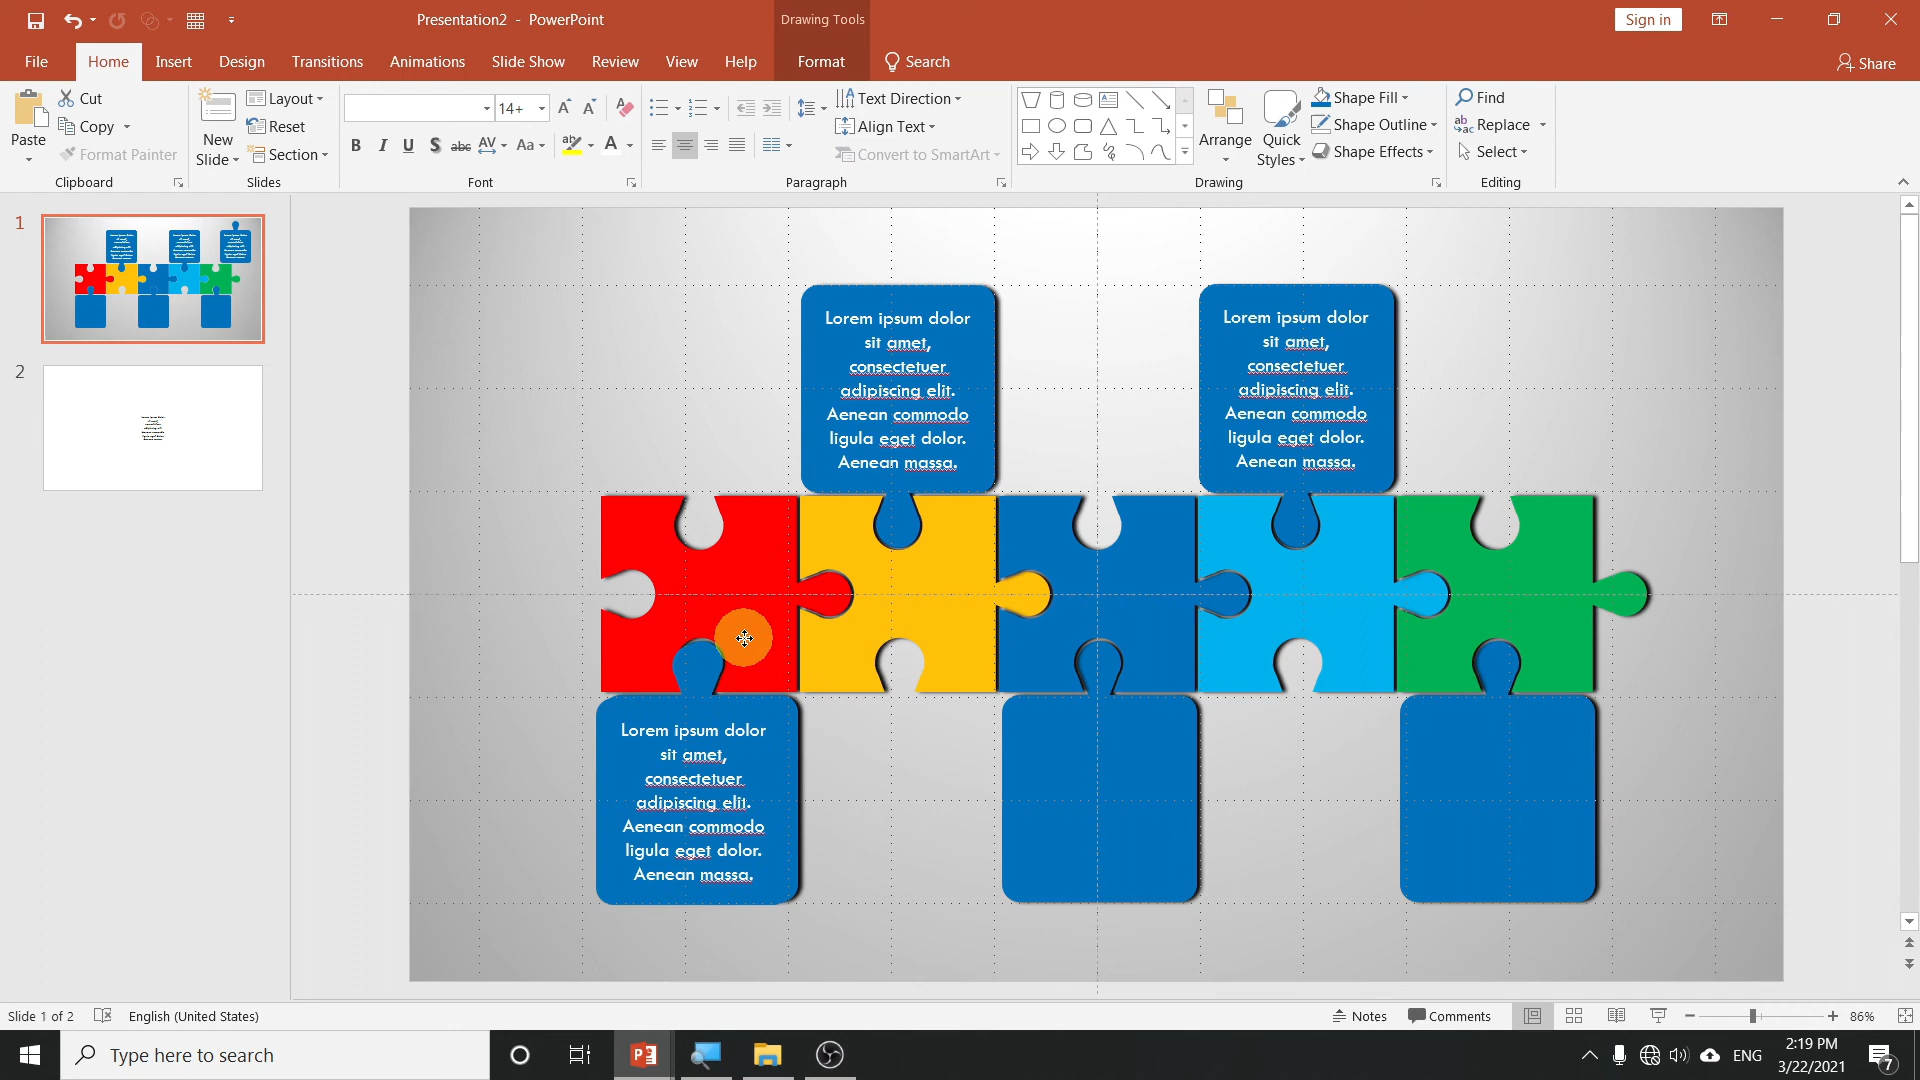 Presentation2 - PowerPoint
Drawing Tools
Sign in
File
Home
Insert
Design
Transitions
Animations
Slide Show
Review
View
Help
Format
Search
Share
Paste
Cut
Copy
Format Painter
Clipboard
New
Slide
Layout
Reset
Section
Slides
14+
B I U S abc AV Aa A
Font
Text Direction
Align Text
Convert to SmartArt
Paragraph
Arrange
Quick
Styles
Shape Fill
Shape Outline
Shape Effects
Drawing
Find
Replace
Select
Editing
1
2
Lorem ipsum dolor
sit amet,
consectetuer
adipiscing elit.
Aenean commodo
ligula eget dolor.
Aenean massa.
Lorem ipsum dolor
sit amet,
consectetuer
adipiscing elit.
Aenean commodo
ligula eget dolor.
Aenean massa.
Lorem ipsum dolor
sit amet,
consectetuer
adipiscing elit.
Aenean commodo
ligula eget dolor.
Aenean massa.
Slide 1 of 2
English (United States)
Notes
Comments
86%
Type here to search
ENG
2:19 PM
3/22/2021
7